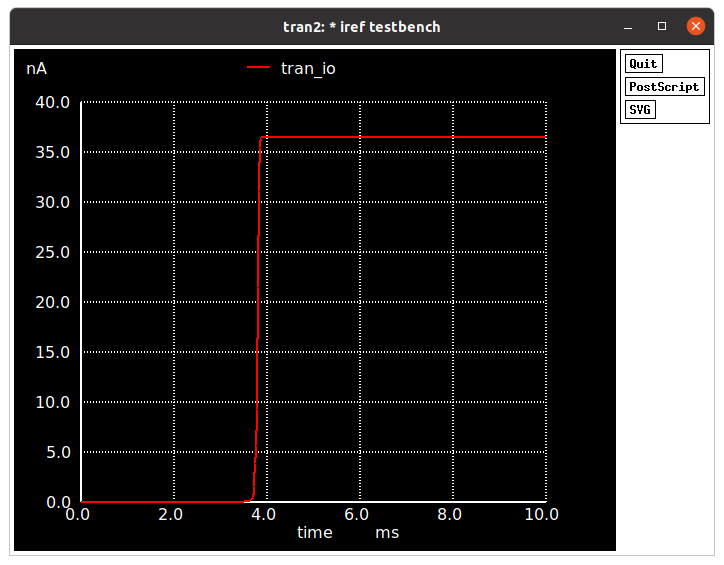 tran2: * iref testbench
nA
tran_io
Quit
PostScript
SVG
40.0
35.0
30.0
25.0
20.0
15.0
10.0
5.0
0.0
0.0 2.0 4.0 6.0 8.0 10.0
time ms